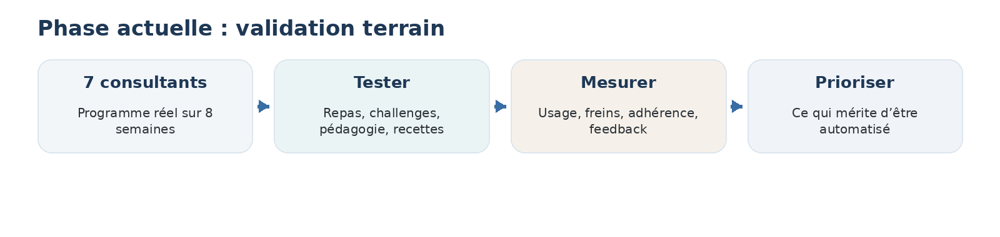 Phase actuelle : validation terrain
7 consultants
Programme réel sur 8
semaines
Tester
Repas, challenges,
pédagogie, recettes
Mesurer
Usage, freins, adhérence,
feedback
Prioriser
Ce qui mérite d’être
automatisé